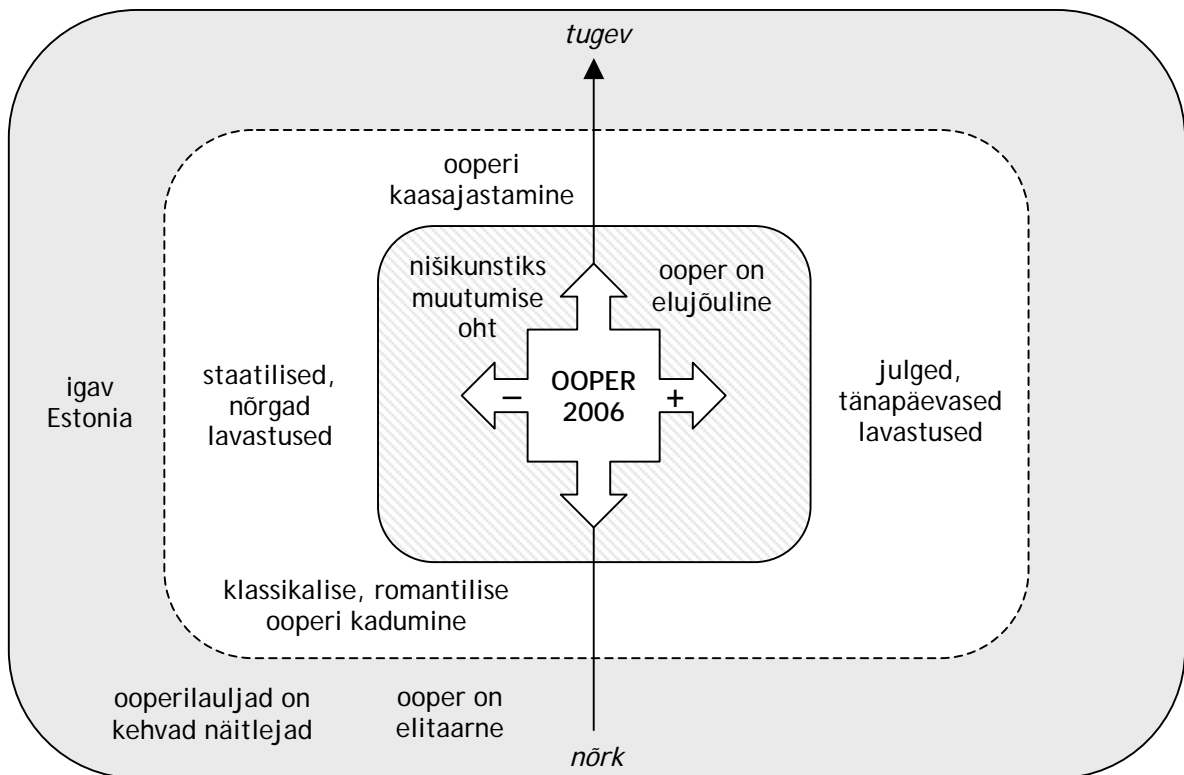 tugev
ooperi
kaasajastamine
nišikunstiks
muutumise
oht
ooper on
elujõuline
igav
Estonia
staatilised,
nõrgad
lavastused
–
OOPER
2006
+
julged,
tänapäevased
lavastused
klassikalise, romantilise
ooperi kadumine
ooperilauljad on
kehvad näitlejad
ooper on
elitaarne
nõrk